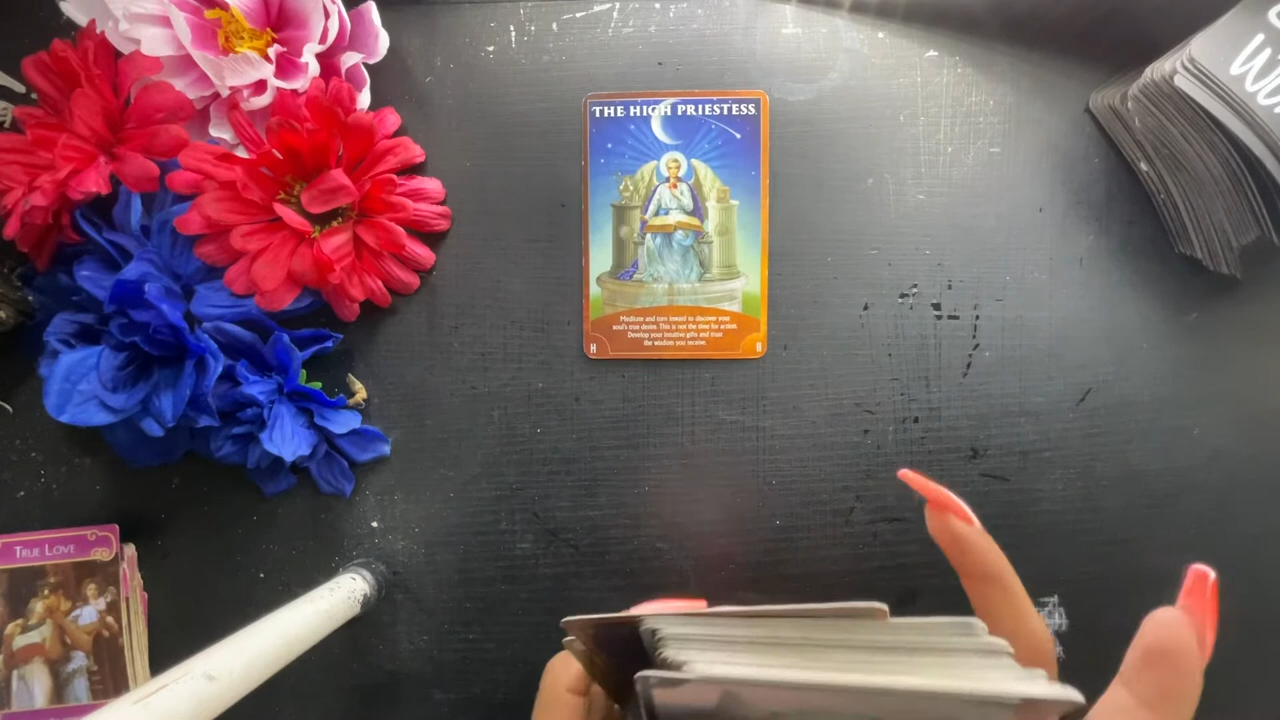 THE HIGH PRIESTESS
Meditate and turn inward to discover your
soul's true desire. This is not the time for action.
Develop your intuitive gifts and trust
the wisdom you receive.
H
II
TRUE LOVE